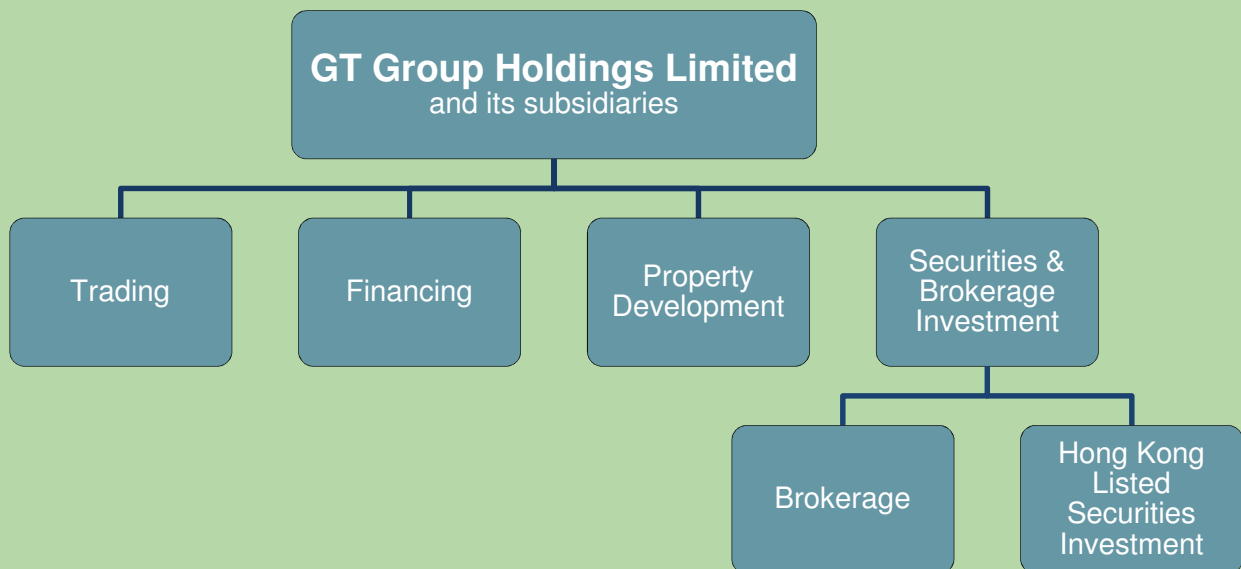 GT Group Holdings Limited
and its subsidiaries
Trading
Financing
Property
Development
Securities &
Brokerage
Investment
Brokerage
Hong Kong
Listed
Securities
Investment